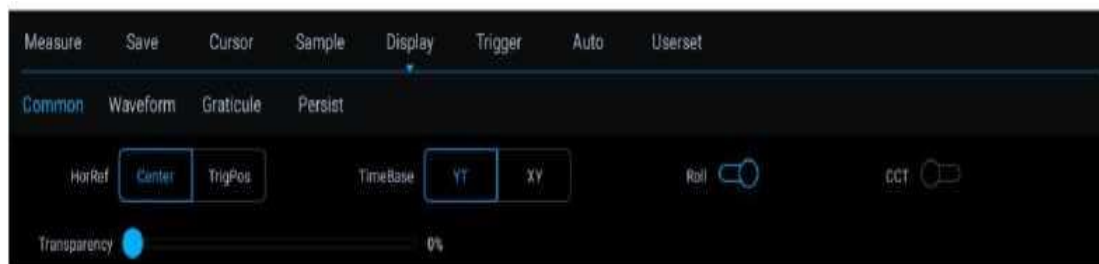 Measure Save Cursor Sample Display Trigger Auto Userset
Common Waveform Graticule Persist
HorRef Center TrigPos TimeBase YT XY Roll CCT
Transparency 0%